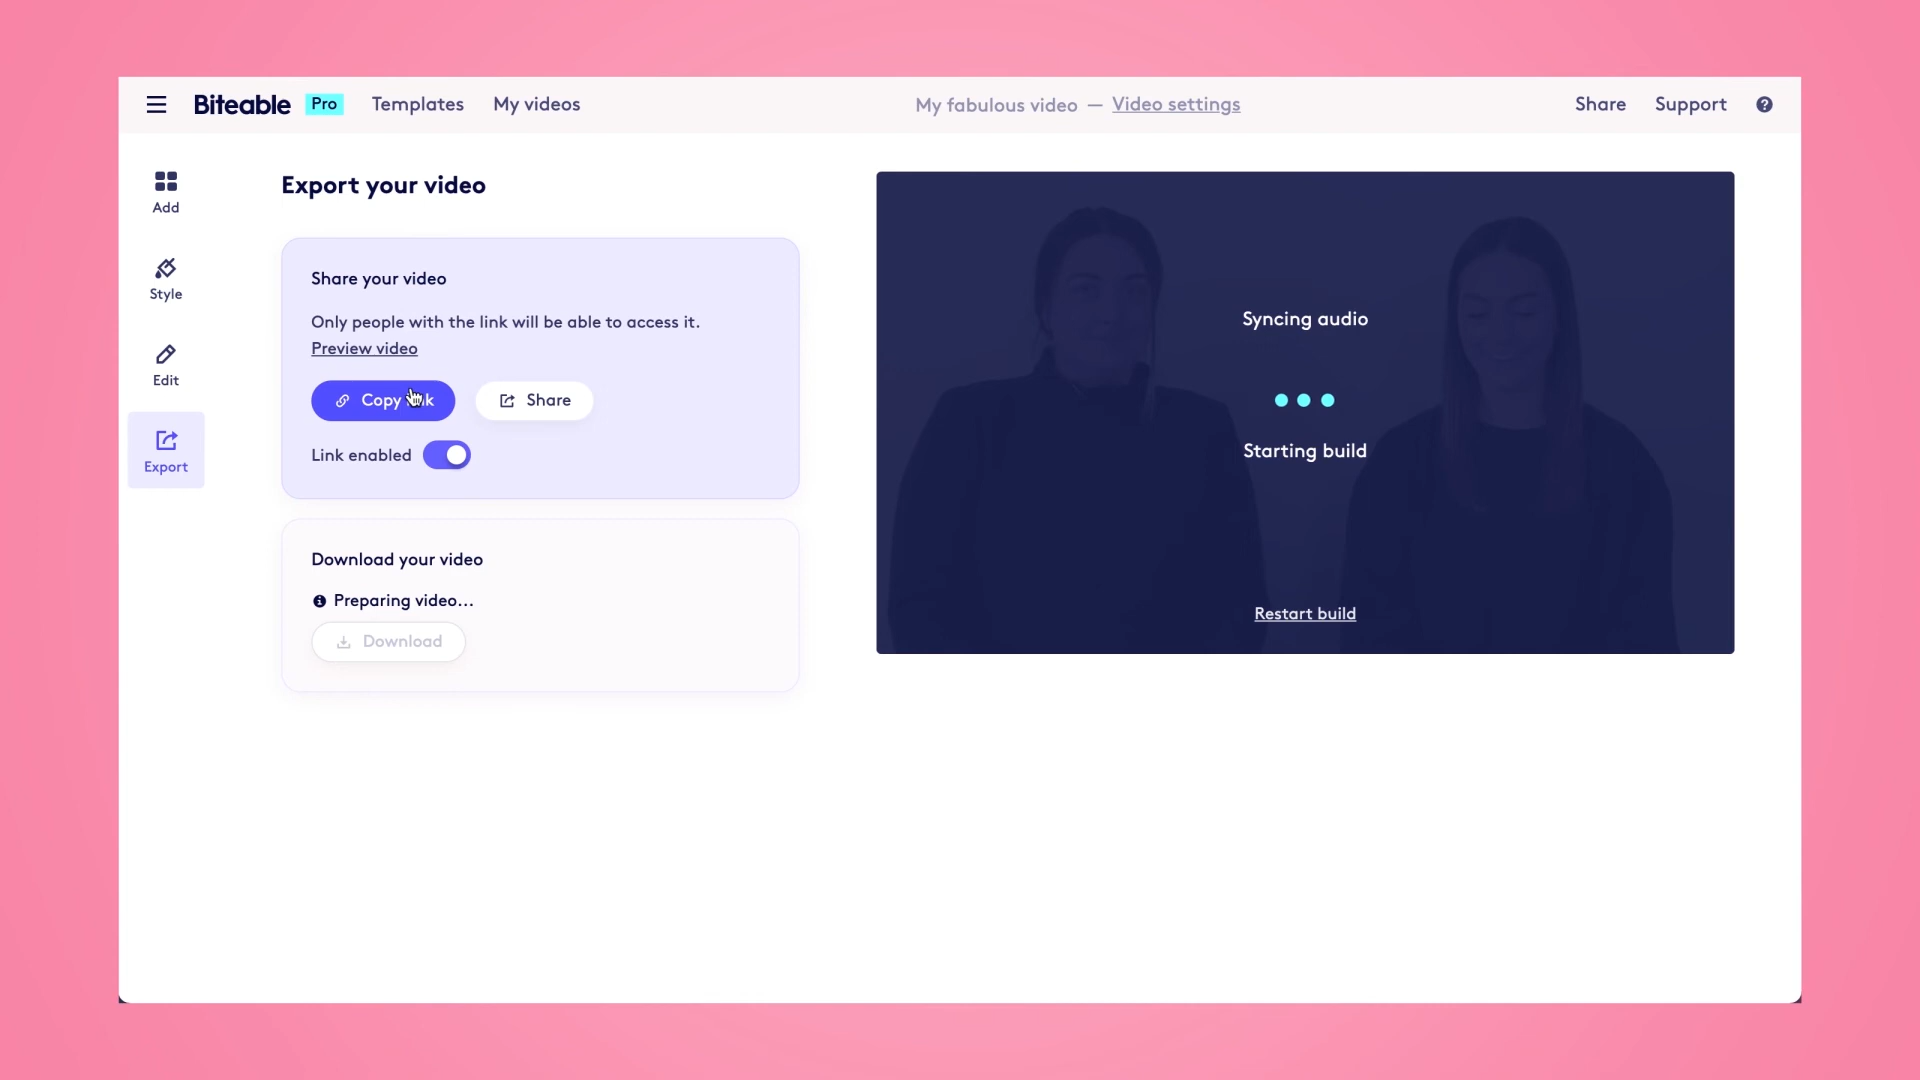 Biteable Pro Templates My videos
My fabulous video — Video settings
Share Support ?
Add
Style
Edit
Export
Export your video
Share your video
Only people with the link will be able to access it.
Preview video
Copy
Share
Link enabled
Download your video
Preparing video...
Download
Syncing audio
Starting build
Restart build